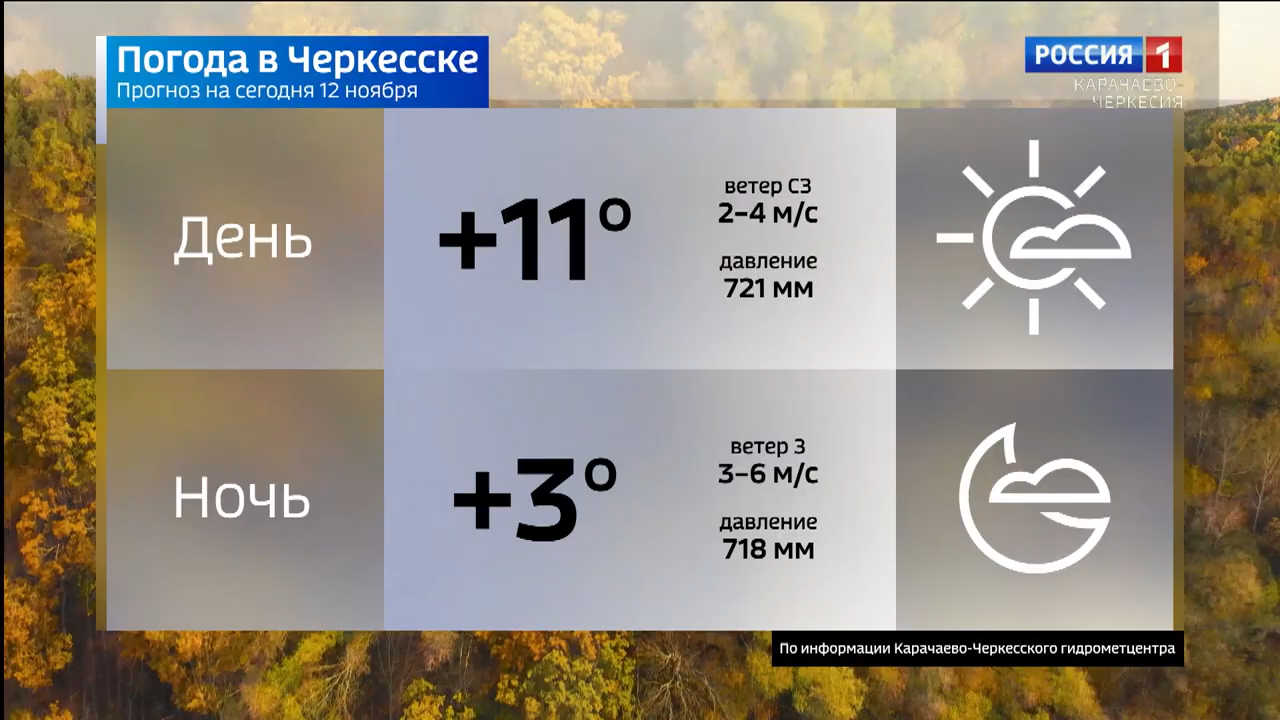 Погода в Черкесске
Прогноз на сегодня 12 ноября
РОССИЯ 1
КАРАЧАЕВО-
ЧЕРКЕСИЯ
День
+11°
ветер СЗ
2–4 м/с
давление
721 мм
Ночь
+3°
ветер З
3–6 м/с
давление
718 мм
По информации Карачаево-Черкесского гидрометцентра